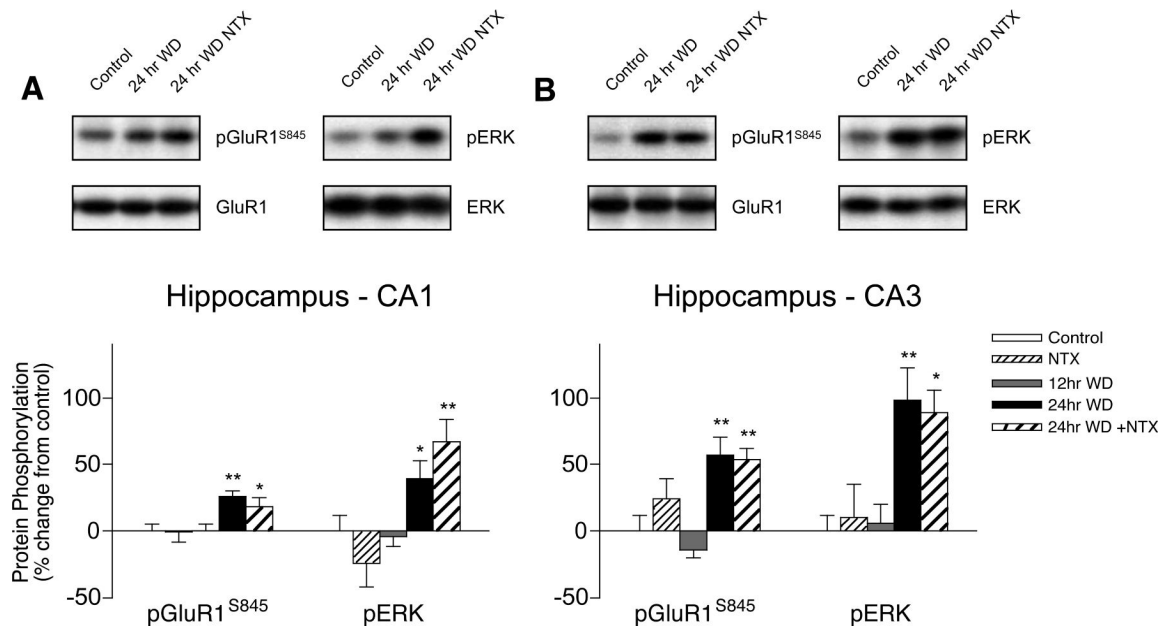 A
Control
24 hr WD
24 hr WD NTX
pGluR1S845
GluR1
Control
24 hr WD
24 hr WD NTX
pERK
ERK
B
Control
24 hr WD
24 hr WD NTX
pGluR1S845
GluR1
Control
24 hr WD
24 hr WD NTX
pERK
ERK
Hippocampus - CA1
Protein Phosphorylation
(% change from control)
100
50
0
-50
**
*
*
**
pGluR1S845
pERK
Hippocampus - CA3
100
50
0
-50
**
**
**
*
pGluR1S845
pERK
Control
NTX
12hr WD
24hr WD
24hr WD +NTX